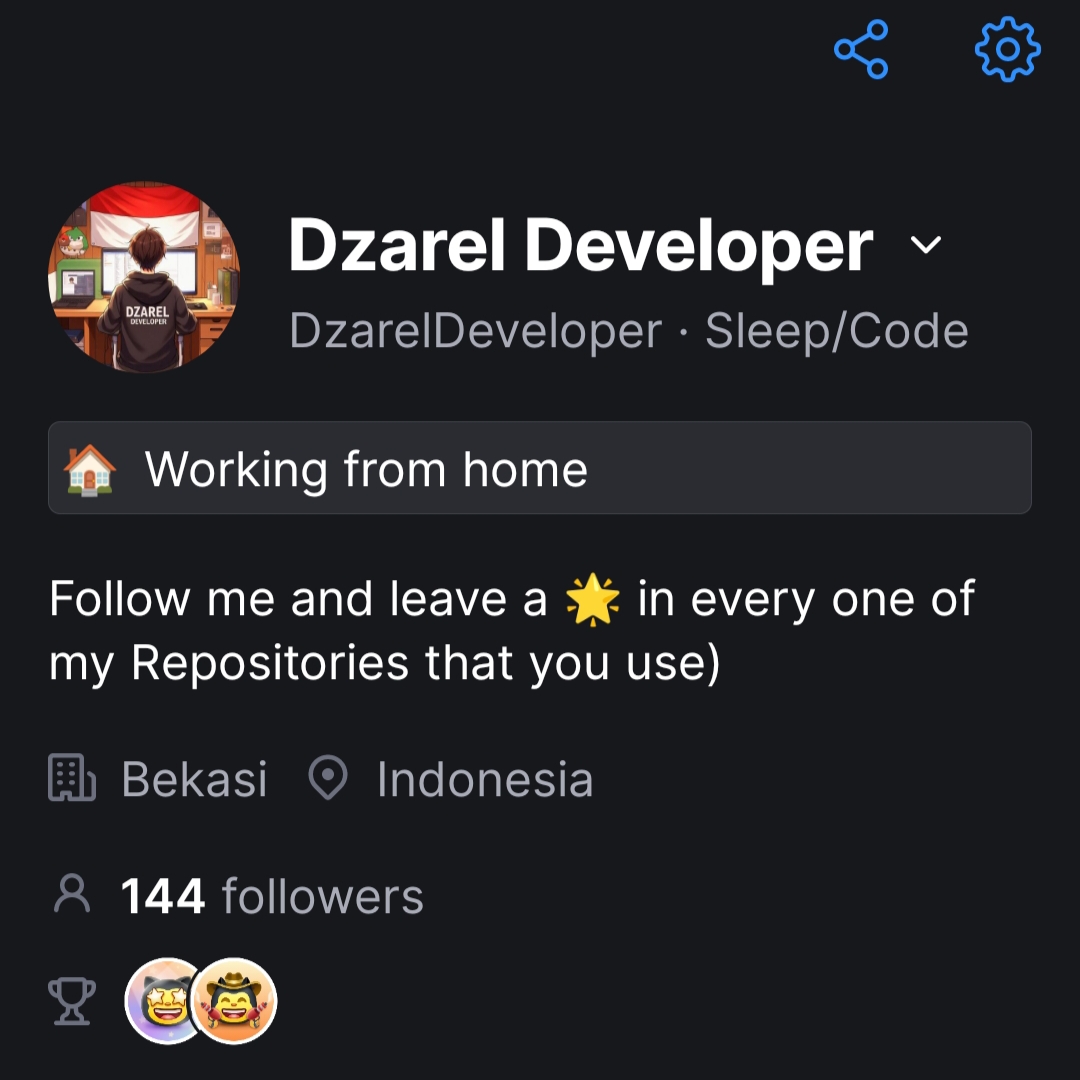 Dzarel Developer
DZAREL
DEVELOPER
DzarelDeveloper · Sleep/Code
🏠 Working from home
Follow me and leave a 🌟 in every one of
my Repositories that you use)
Bekasi Indonesia
144 followers